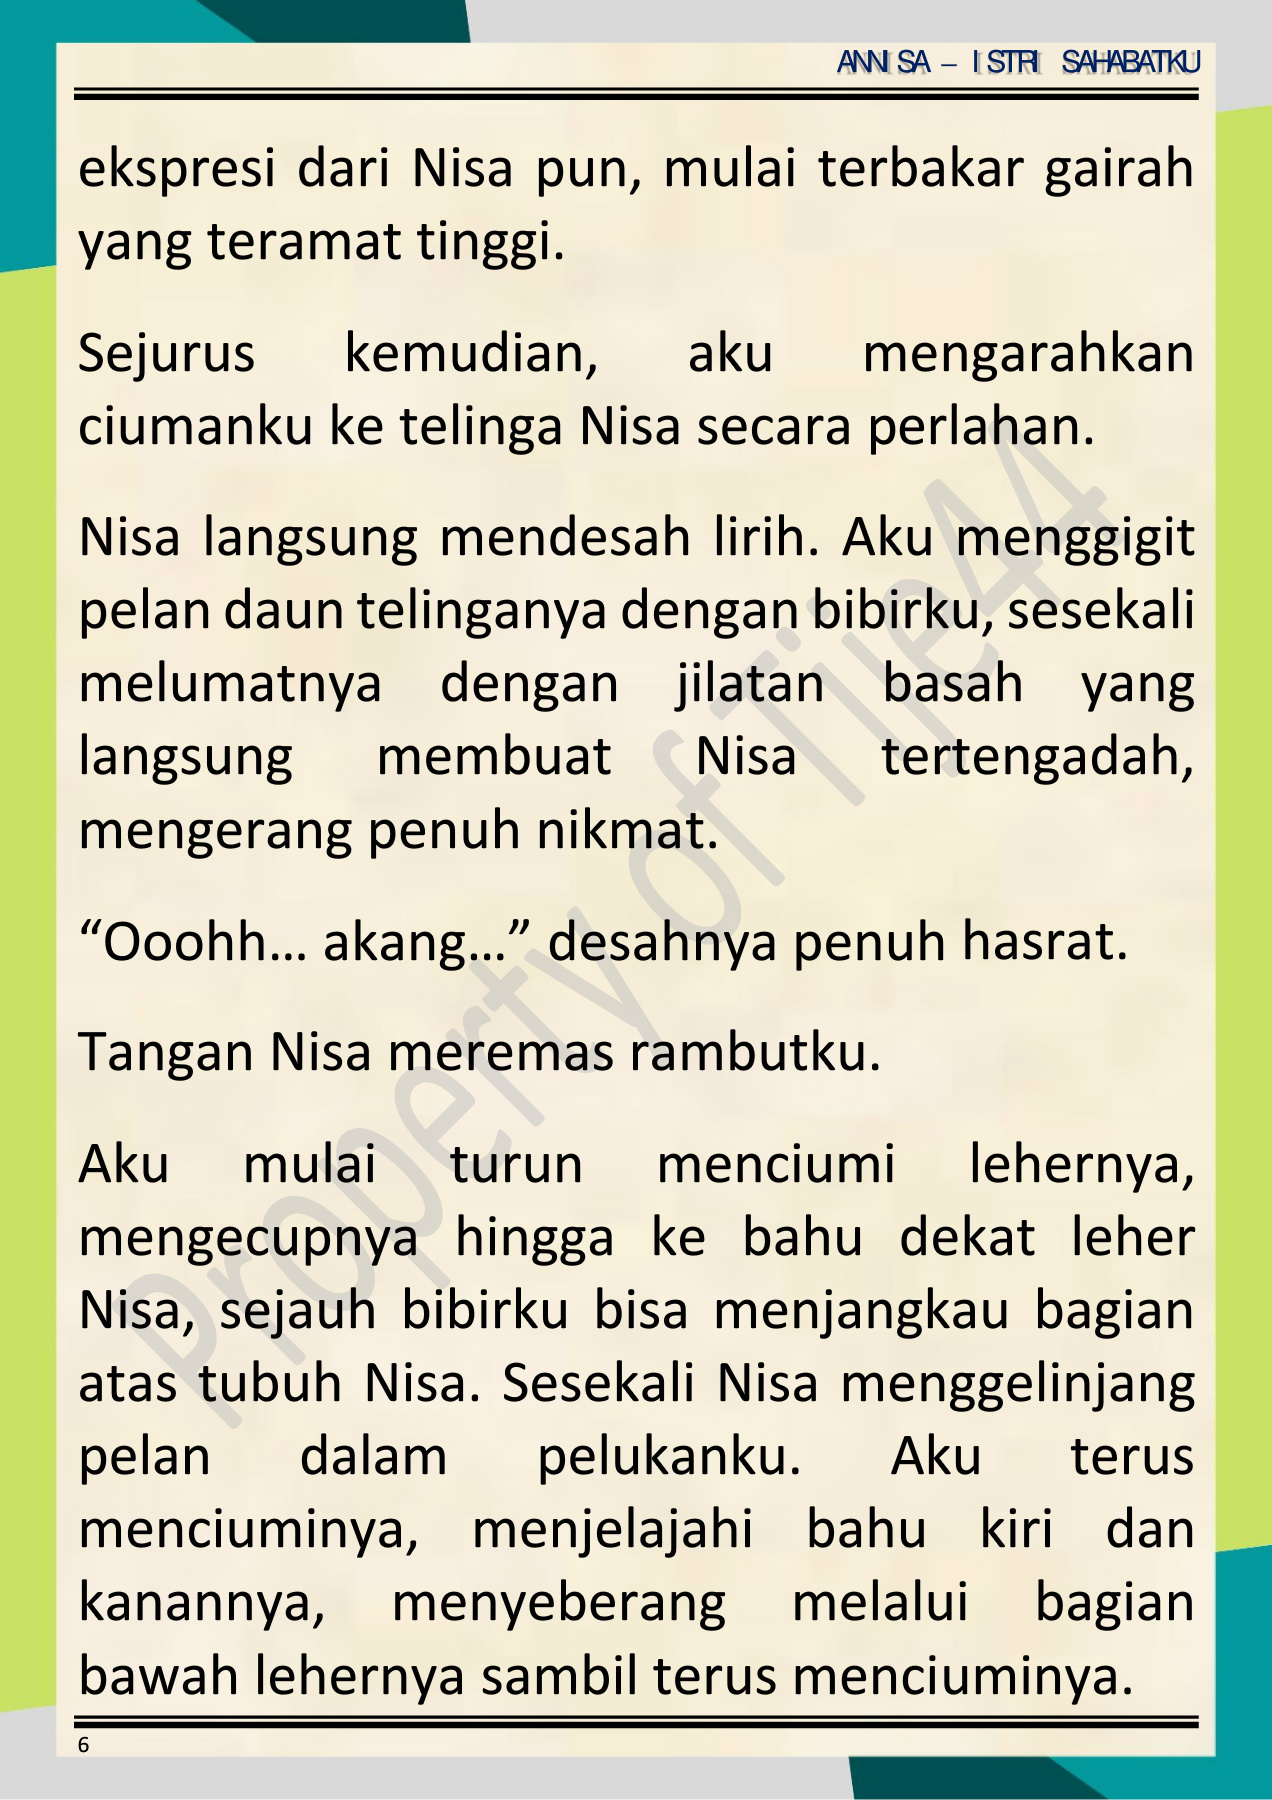 ANNISA – ISTRI SAHABATKU
ekspresi dari Nisa pun, mulai terbakar gairah
yang teramat tinggi.
Sejurus kemudian, aku mengarahkan
ciumanku ke telinga Nisa secara perlahan.
Nisa langsung mendesah lirih. Aku menggigit
pelan daun telinganya dengan bibirku, sesekali
melumatnya dengan jilatan basah yang
langsung membuat Nisa tertengadah,
mengerang penuh nikmat.
“Ooohh… akang…” desahnya penuh hasrat.
Tangan Nisa meremas rambutku.
Aku mulai turun menciumi lehernya,
mengecupnya hingga ke bahu dekat leher
Nisa, sejauh bibirku bisa menjangkau bagian
atas tubuh Nisa. Sesekali Nisa menggelinjang
pelan dalam pelukanku. Aku terus
menciuminya, menjelajahi bahu kiri dan
kanannya, menyeberang melalui bagian
bawah lehernya sambil terus menciuminya.
6
Property of Tije44